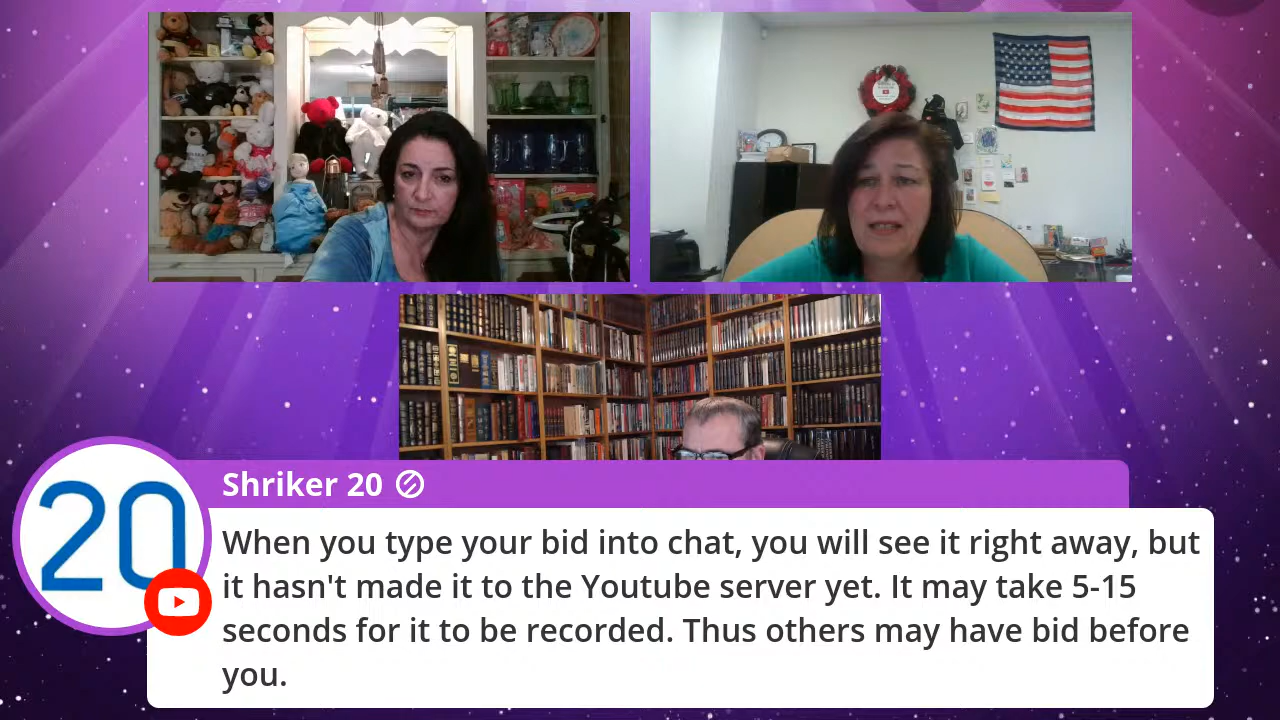 Shriker 20
20
When you type your bid into chat, you will see it right away, but
it hasn't made it to the Youtube server yet. It may take 5-15
seconds for it to be recorded. Thus others may have bid before
you.